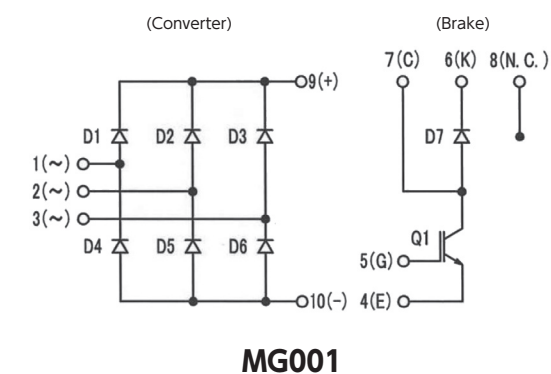 (Converter) (Brake)
7(C) 6(K) 8(N.C.)
9(+)
D1 D2 D3 D7
1(~)
2(~)
3(~)
Q1
D4 D5 D6
5(G)
10(-) 4(E)
MG001